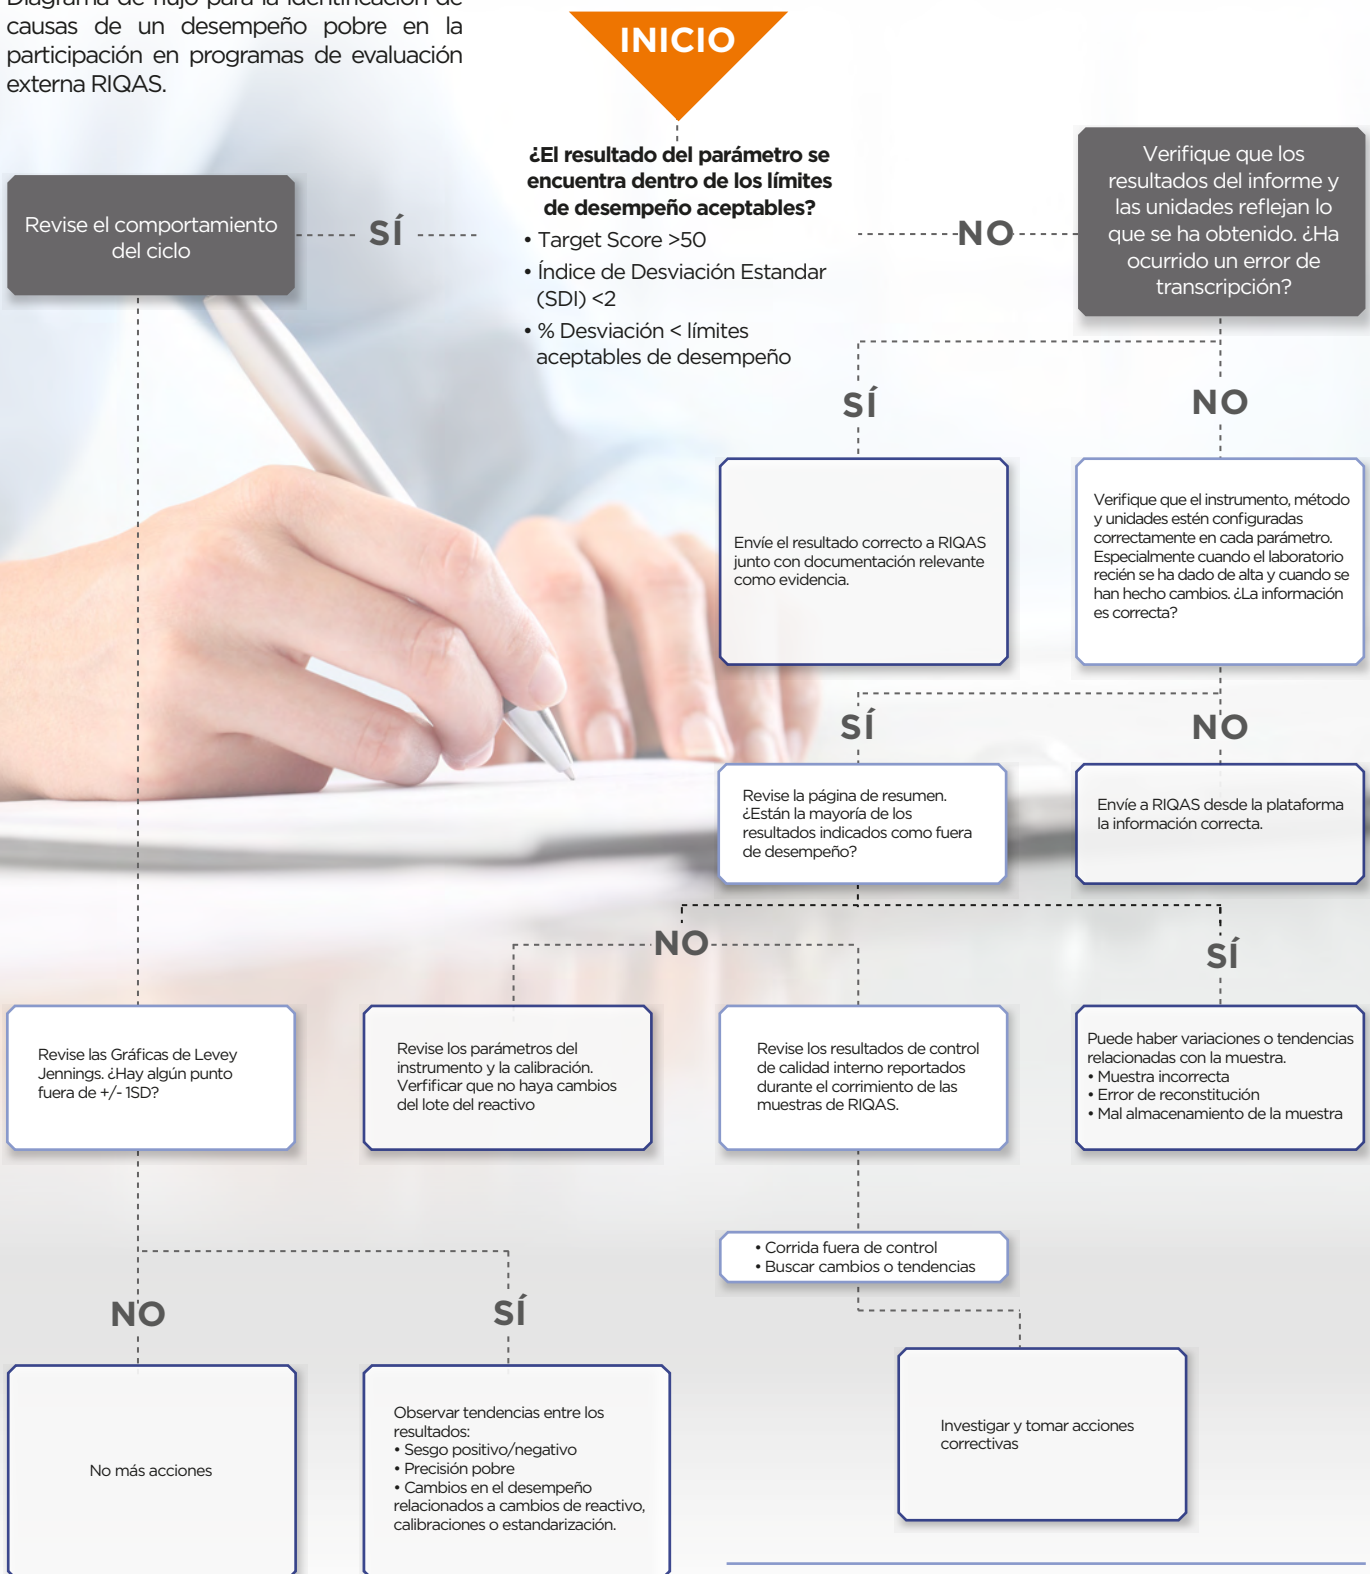 Diagrama de flujo para la identificación de
causas de un desempeño pobre en la
participación en programas de evaluación
externa RIQAS.
INICIO
¿El resultado del parámetro se
encuentra dentro de los límites
de desempeño aceptables?
• Target Score >50
• Índice de Desviación Estandar
(SDI) <2
• % Desviación < límites
aceptables de desempeño
SÍ
Revise el comportamiento
del ciclo
NO
Verifique que los
resultados del informe y
las unidades reflejan lo
que se ha obtenido. ¿Ha
ocurrido un error de
transcripción?
SÍ
NO
Envíe el resultado correcto a RIQAS
junto con documentación relevante
como evidencia.
Verifique que el instrumento, método
y unidades estén configuradas
correctamente en cada parámetro.
Especialmente cuando el laboratorio
recién se ha dado de alta y cuando se
han hecho cambios. ¿La información
es correcta?
SÍ
NO
Revise la página de resumen.
¿Están la mayoría de los
resultados indicados como fuera
de desempeño?
Envíe a RIQAS desde la plataforma
la información correcta.
NO
SÍ
Revise las Gráficas de Levey
Jennings. ¿Hay algún punto
fuera de +/- 1SD?
Revise los parámetros del
instrumento y la calibración.
Verfificar que no haya cambios
del lote del reactivo
Revise los resultados de control
de calidad interno reportados
durante el corrimiento de las
muestras de RIQAS.
Puede haber variaciones o tendencias
relacionadas con la muestra.
• Muestra incorrecta
• Error de reconstitución
• Mal almacenamiento de la muestra
• Corrida fuera de control
• Buscar cambios o tendencias
NO
SÍ
No más acciones
Observar tendencias entre los
resultados:
• Sesgo positivo/negativo
• Precisión pobre
• Cambios en el desempeño
relacionados a cambios de reactivo,
calibraciones o estandarización.
Investigar y tomar acciones
correctivas